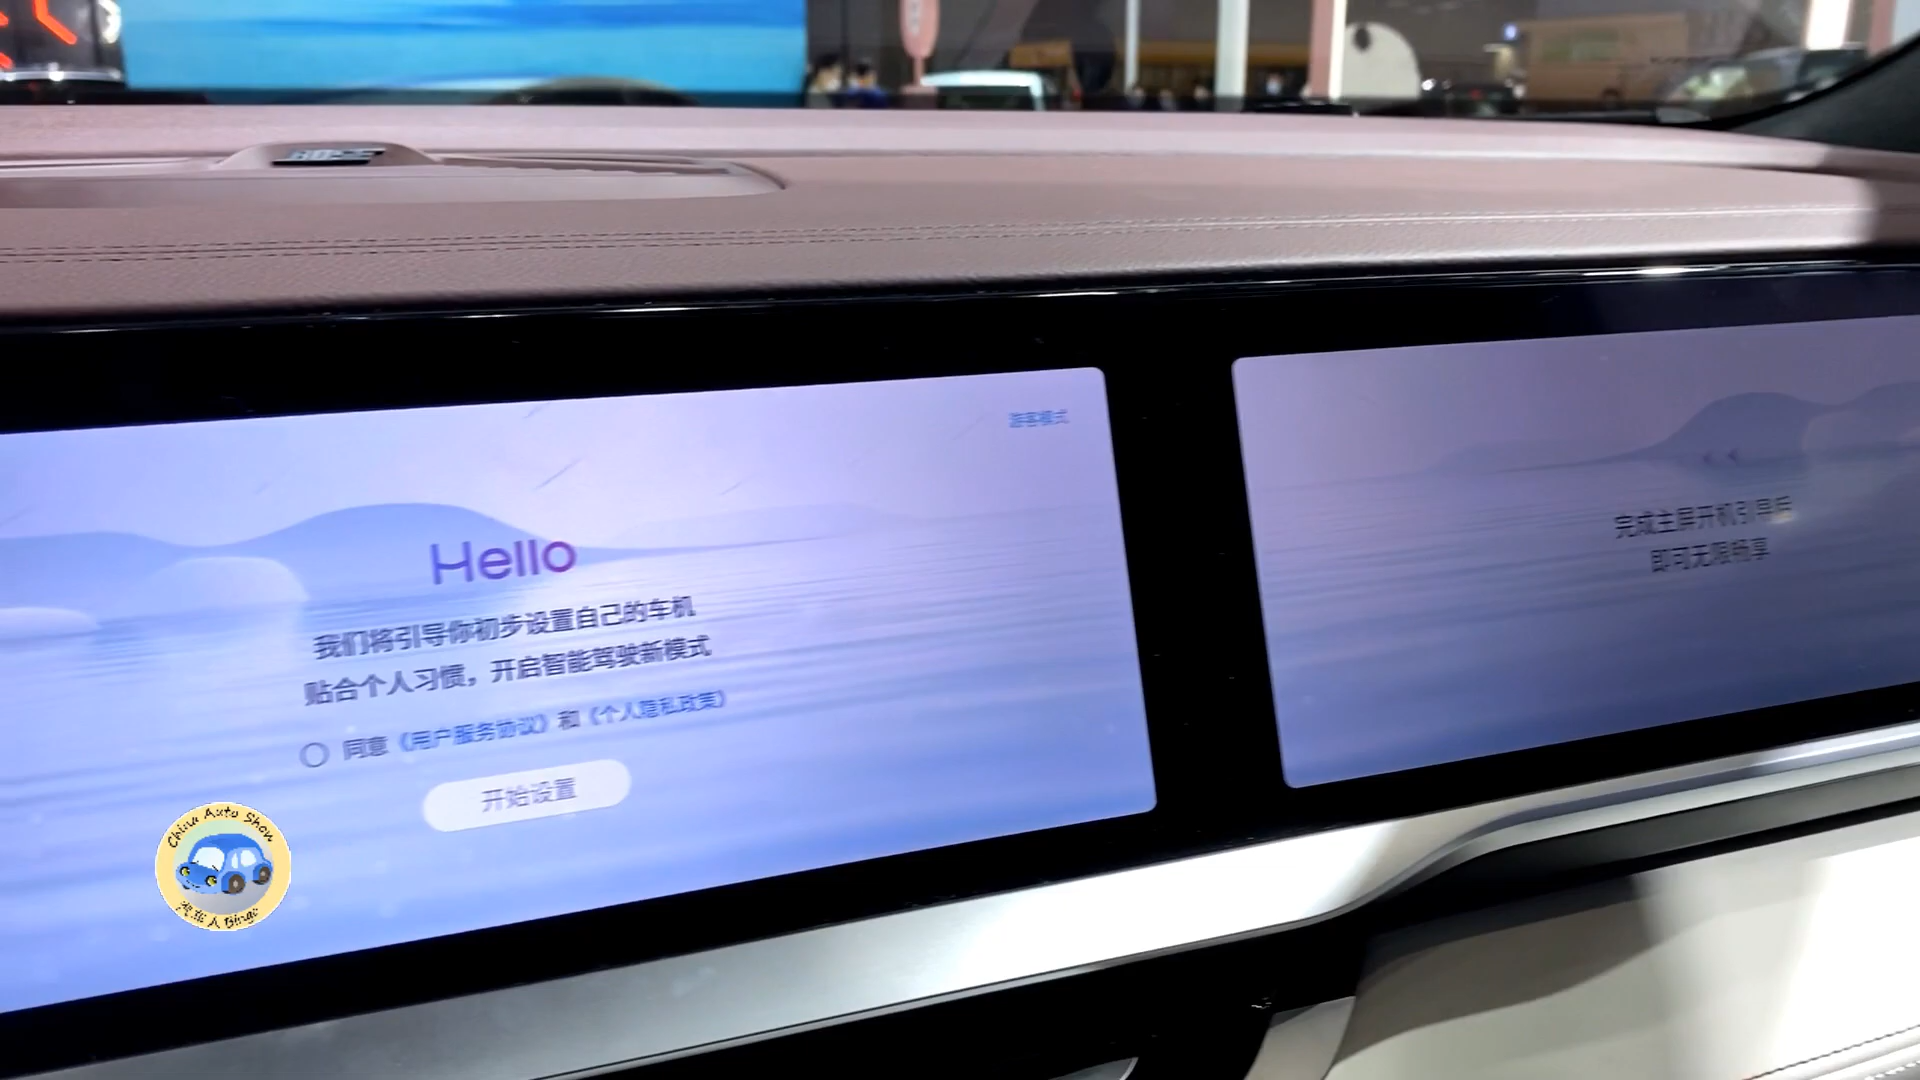 BOSE
游客模式
Hello
我们将引导你初步设置自己的车机
贴合个人习惯，开启智能驾驶新模式
同意《用户服务协议》和《个人隐私政策》
开始设置
完成主屏开机引导后
即可无限畅享
China Auto Show
人 Bingo